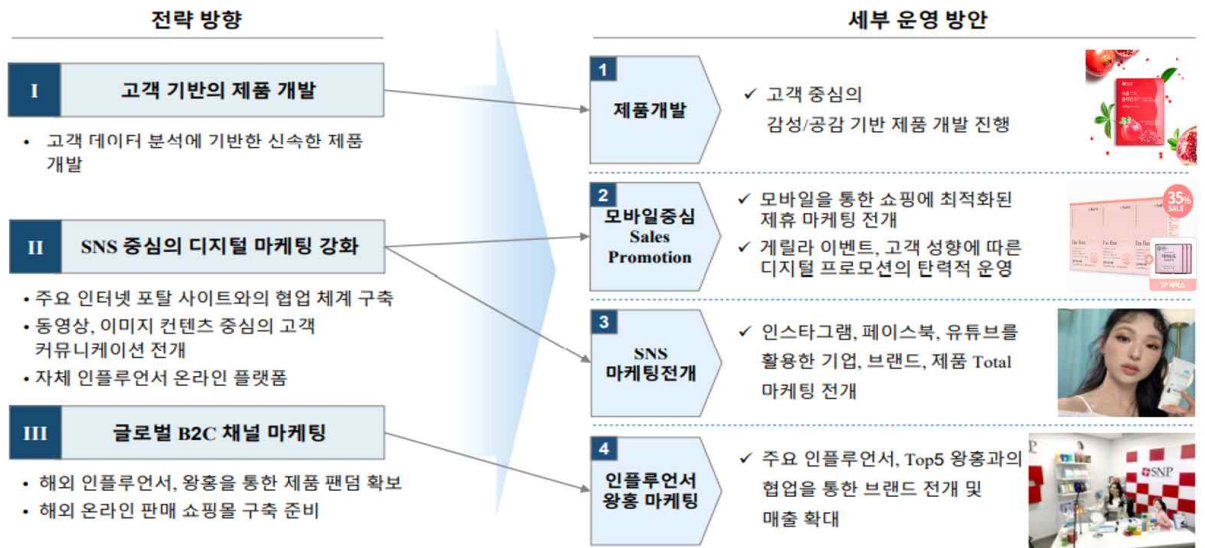 전략 방향
I
고객 기반의 제품 개발
• 고객 데이터 분석에 기반한 신속한 제품
개발
II
SNS 중심의 디지털 마케팅 강화
• 주요 인터넷 포탈 사이트와의 협업 체계 구축
• 동영상, 이미지 컨텐츠 중심의 고객
커뮤니케이션 전개
• 자체 인플루언서 온라인 플랫폼
III
글로벌 B2C 채널 마케팅
• 해외 인플루언서, 왕홍을 통한 제품 팬덤 확보
• 해외 온라인 판매 쇼핑몰 구축 준비
세부 운영 방안
1
제품개발
✓ 고객 중심의
감성/공감 기반 제품 개발 진행
2
모바일중심
Sales
Promotion
✓ 모바일을 통한 쇼핑에 최적화된
제휴 마케팅 전개
✓ 게릴라 이벤트, 고객 성향에 따른
디지털 프로모션의 탄력적 운영
35%
SALE
3
SNS
마케팅전개
✓ 인스타그램, 페이스북, 유튜브를
활용한 기업, 브랜드, 제품 Total
마케팅 전개
4
인플루언서
왕홍 마케팅
✓ 주요 인플루언서, Top5 왕홍과의
협업을 통한 브랜드 전개 및
매출 확대
SNP